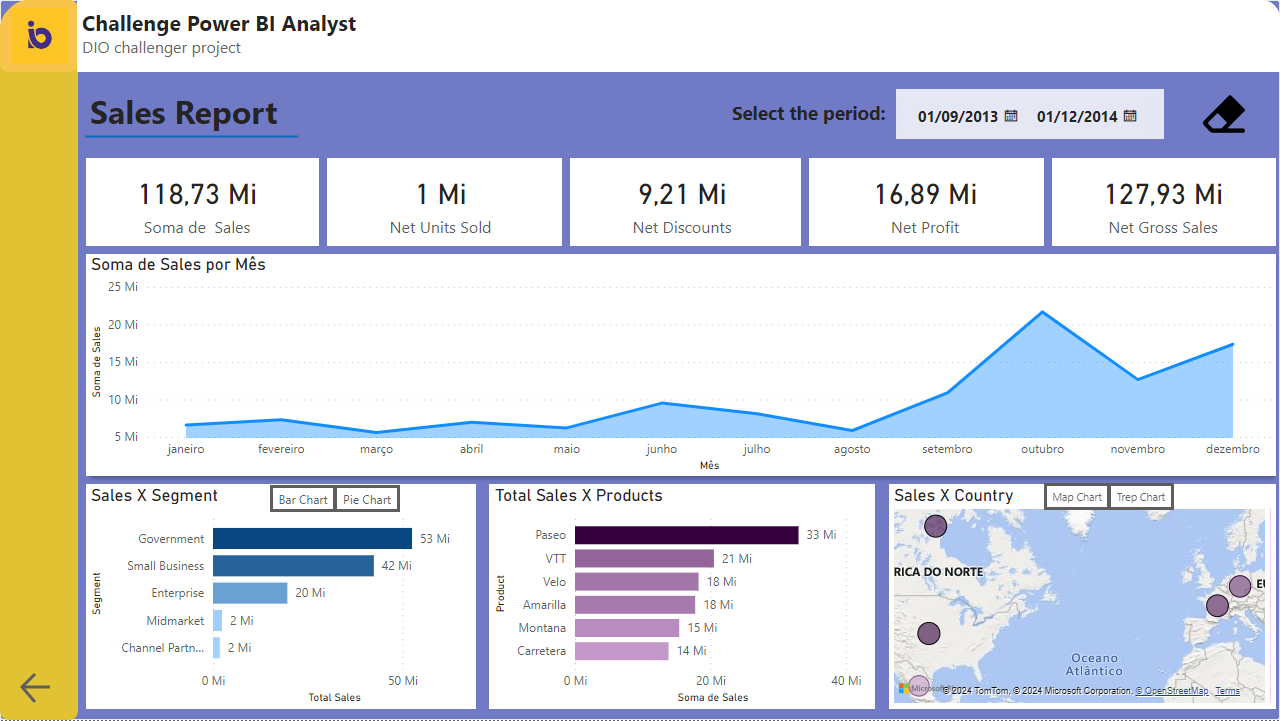 Challenge Power BI Analyst
DIO challenger project
Sales Report
Select the period:
01/09/2013
01/12/2014
118,73 Mi
Soma de  Sales
1 Mi
Net Units Sold
9,21 Mi
Net Discounts
16,89 Mi
Net Profit
127,93 Mi
Net Gross Sales
Soma de Sales por Mês
Soma de Sales
25 Mi
20 Mi
15 Mi
10 Mi
5 Mi
janeiro
fevereiro
março
abril
maio
junho
julho
agosto
setembro
outubro
novembro
dezembro
Mês
Sales X Segment
Bar Chart
Pie Chart
Segment
Government
53 Mi
Small Business
42 Mi
Enterprise
20 Mi
Midmarket
2 Mi
Channel Partn...
2 Mi
0 Mi
50 Mi
Total Sales
Total Sales X Products
Product
Paseo
33 Mi
VTT
21 Mi
Velo
18 Mi
Amarilla
18 Mi
Montana
15 Mi
Carretera
14 Mi
0 Mi
20 Mi
40 Mi
Soma de Sales
Sales X Country
Map Chart
Trep Chart
RICA DO NORTE
EU
Oceano
Atlântico
© 2024 TomTom, © 2024 Microsoft Corporation, © OpenStreetMap Terms